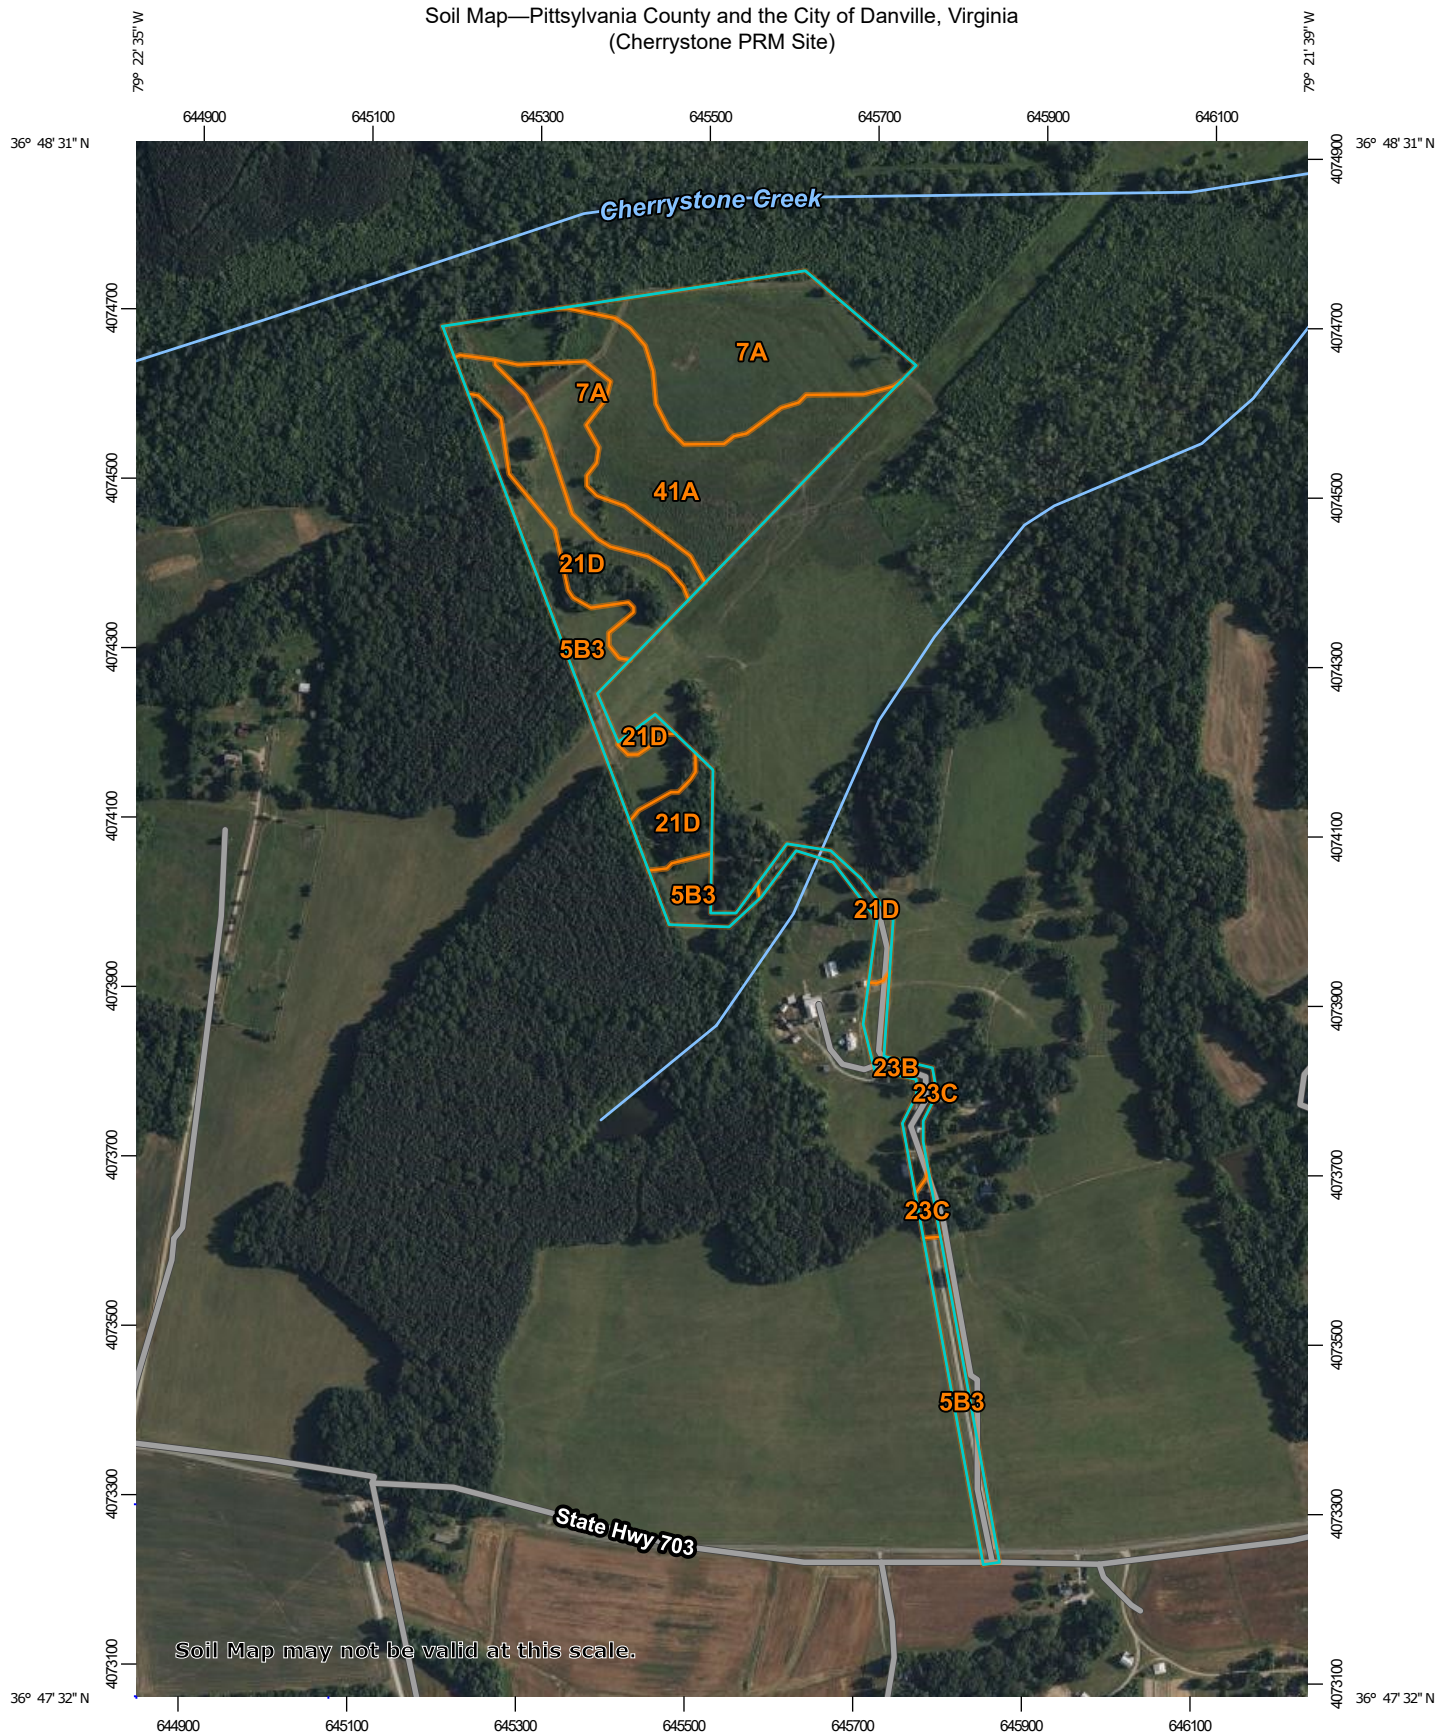 Soil Map—Pittsylvania County and the City of Danville, Virginia
(Cherrystone PRM Site)
79° 22' 35'' W
79° 21' 39'' W
644900 645100 645300 645500 645700 645900 646100
36° 48' 31'' N
36° 48' 31'' N
4074900
Cherrystone Creek
4074700
4074700
7A
7A
4074500
41A
4074500
21D
4074300
5B3
4074300
21D
4074100
21D
4074100
5B3
21D
4073900
4073900
23B
23C
4073700
4073700
23C
4073500
4073500
5B3
4073300
4073300
State Hwy 703
Soil Map may not be valid at this scale.
4073100
4073100
36° 47' 32'' N
36° 47' 32'' N
644900 645100 645300 645500 645700 645900 646100